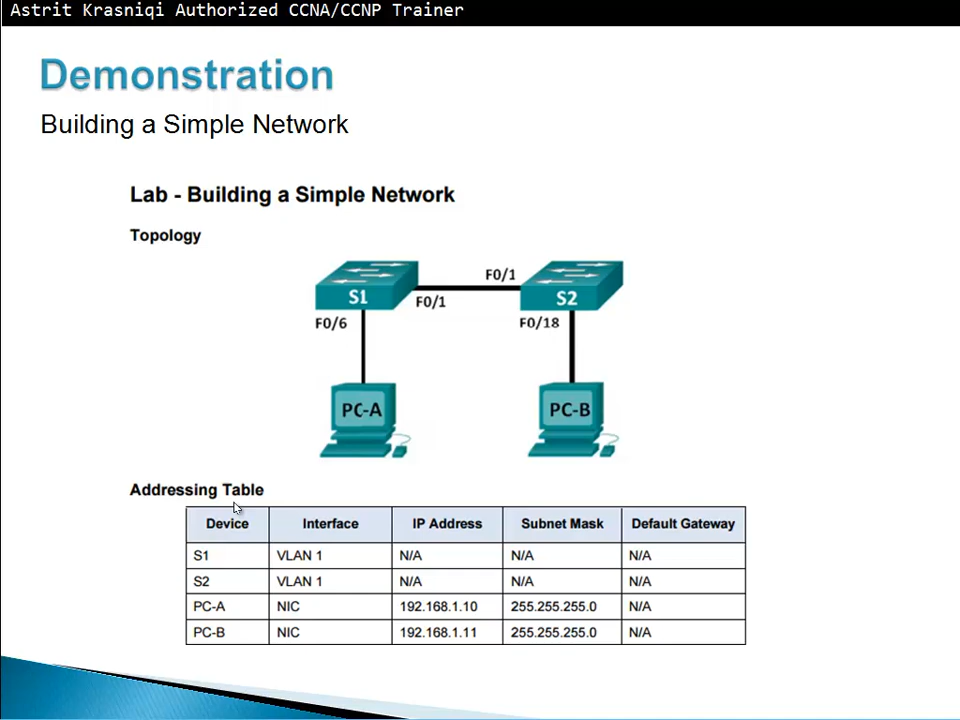 Astrit Krasniqi Authorized CCNA/CCNP Trainer
Demonstration
Building a Simple Network
Lab - Building a Simple Network
Topology
F0/1
S1
F0/1
S2
F0/6
F0/18
PC-A
PC-B
Addressing Table
Device Interface IP Address Subnet Mask Default Gateway
S1 VLAN 1 N/A N/A N/A
S2 VLAN 1 N/A N/A N/A
PC-A NIC 192.168.1.10 255.255.255.0 N/A
PC-B NIC 192.168.1.11 255.255.255.0 N/A